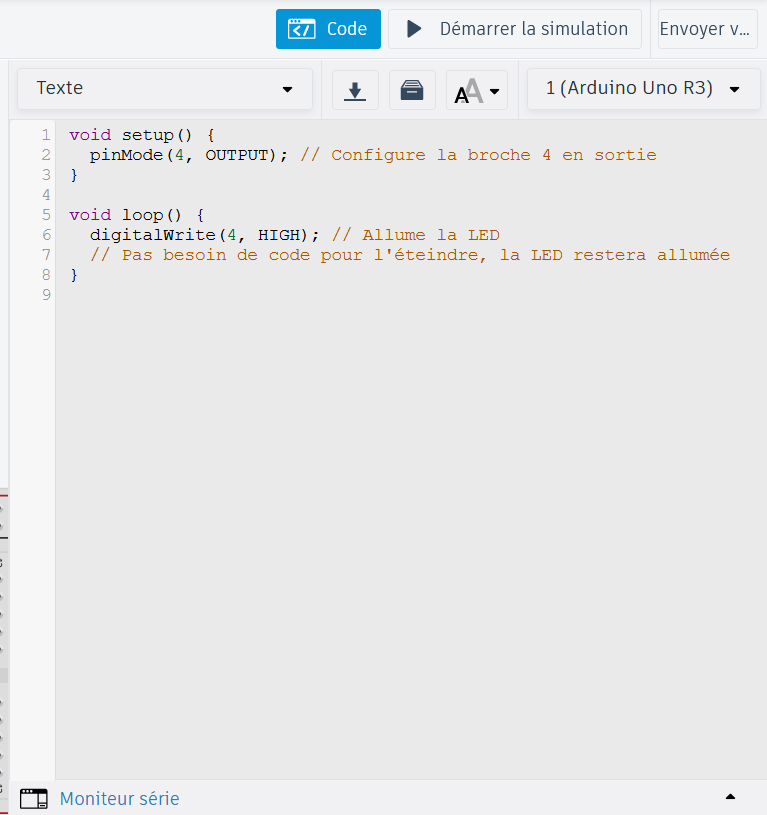 Code
Démarrer la simulation
Envoyer v...
Texte
1 (Arduino Uno R3)
1 void setup() {
2   pinMode(4, OUTPUT); // Configure la broche 4 en sortie
3 }
4
5 void loop() {
6   digitalWrite(4, HIGH); // Allume la LED
7   // Pas besoin de code pour l'éteindre, la LED restera allumée
8 }
9
Moniteur série